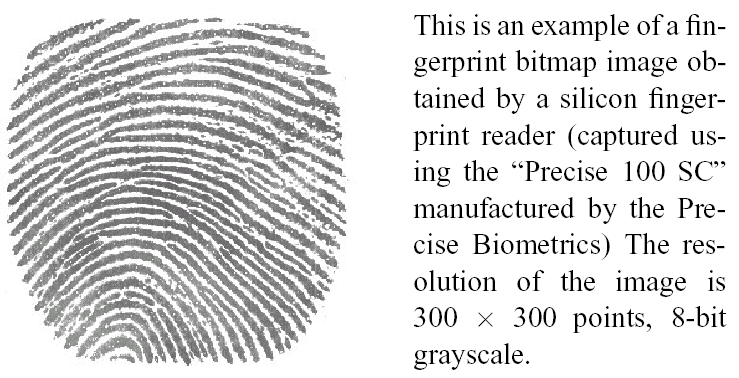 This is an example of a fin-
gerprint bitmap image ob-
tained by a silicon finger-
print reader (captured us-
ing the “Precise 100 SC”
manufactured by the Pre-
cise Biometrics) The res-
olution of the image is
300 × 300 points, 8-bit
grayscale.